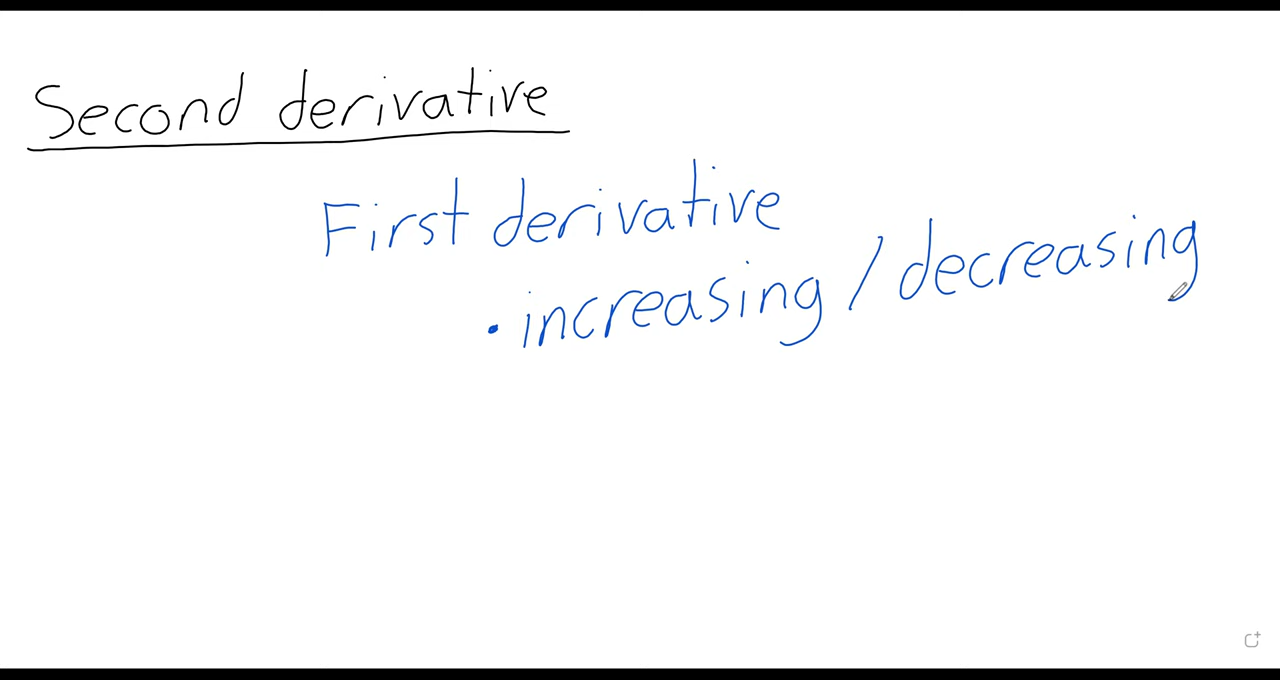 Second derivative
First derivative
• increasing / decreasing